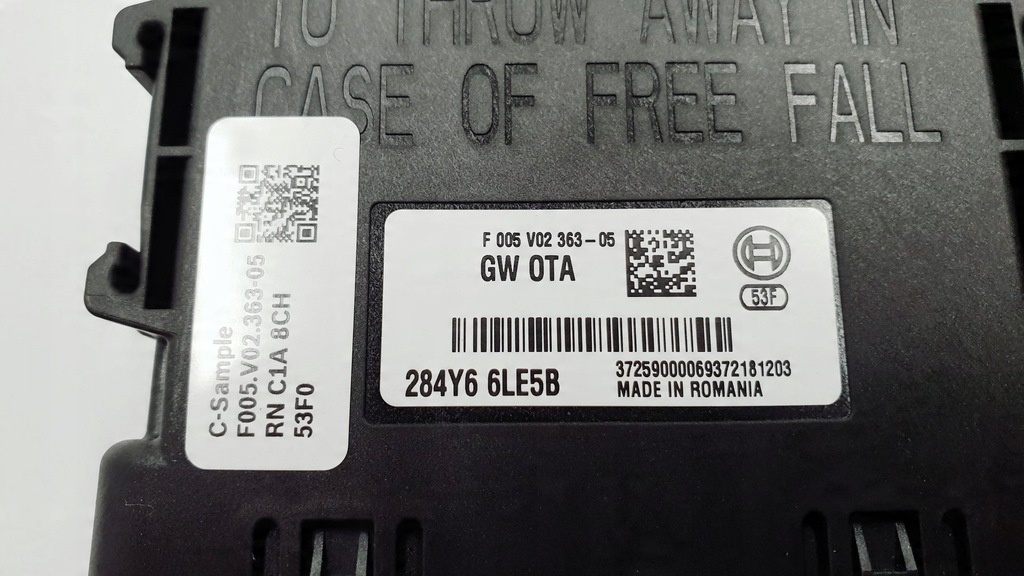 TO THROW AWAY IN
CASE OF FREE FALL
C-Sample
F005.V02.363-05
RN C1A 8CH
53F0
F 005 V02 363-05
GW OTA
53F
284Y6 6LE5B
37259000069372181203
MADE IN ROMANIA